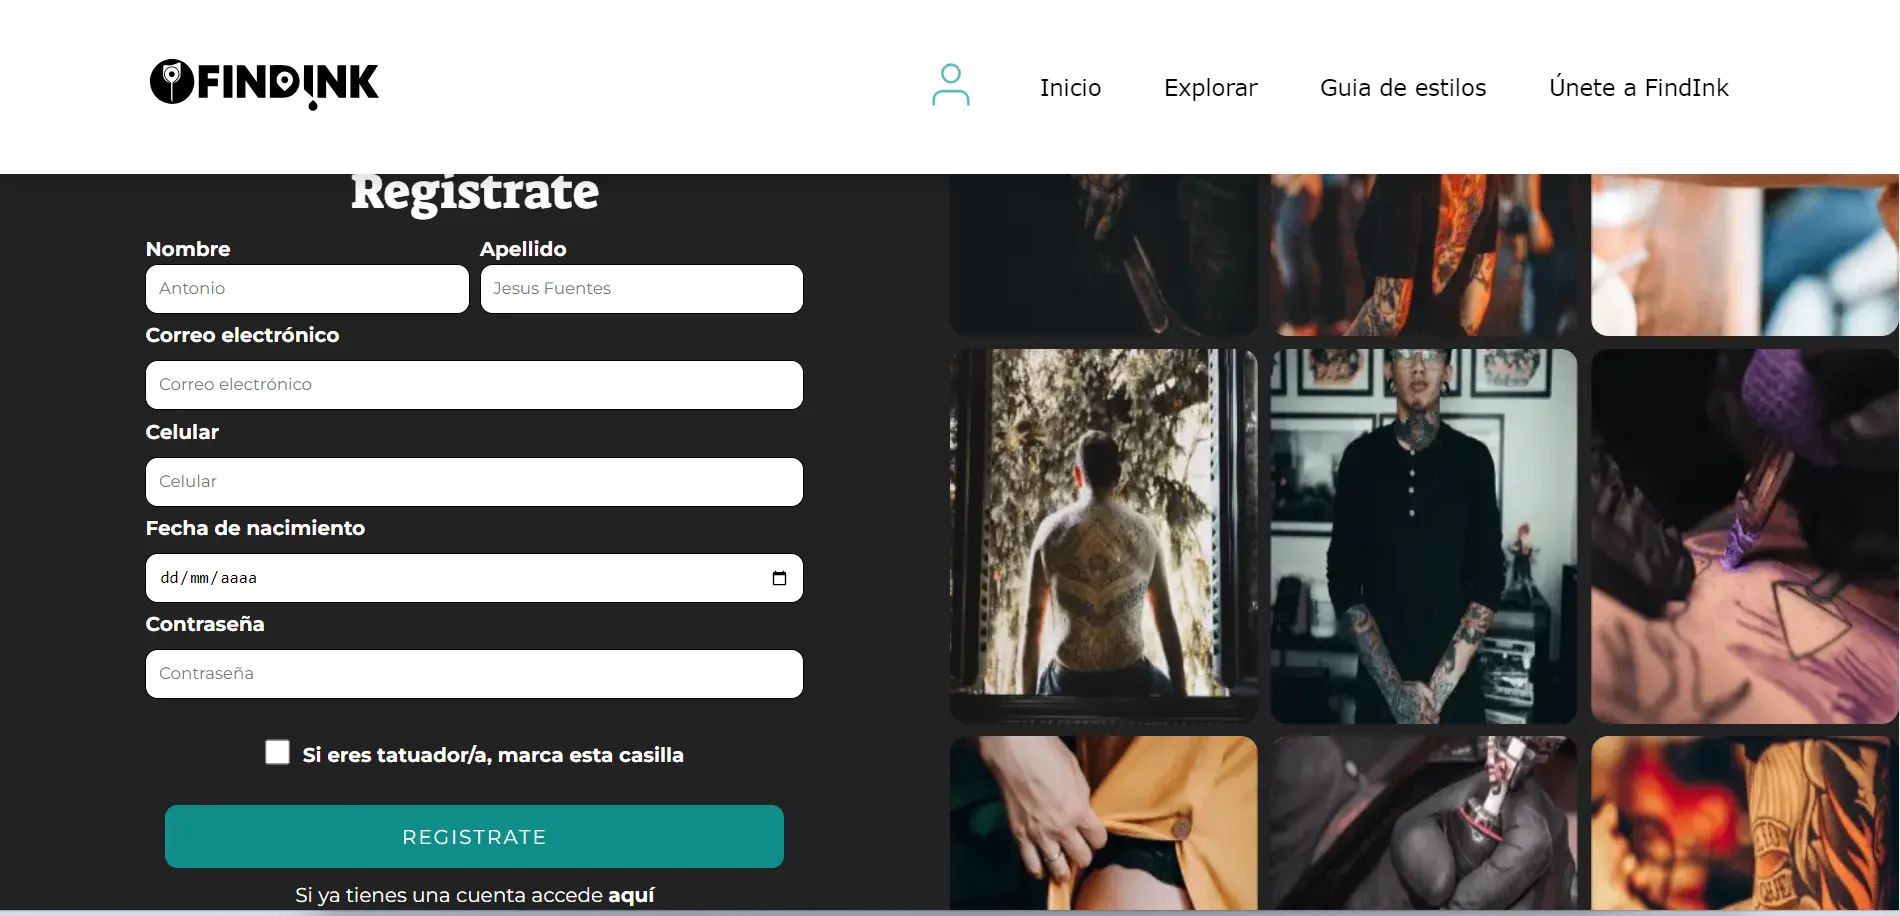 FINDINK
Inicio
Explorar
Guia de estilos
Únete a FindInk
Regístrate
Nombre
Apellido
Antonio
Jesus Fuentes
Correo electrónico
Correo electrónico
Celular
Celular
Fecha de nacimiento
dd/mm/aaaa
Contraseña
Contraseña
Si eres tatuador/a, marca esta casilla
REGISTRATE
Si ya tienes una cuenta accede aquí